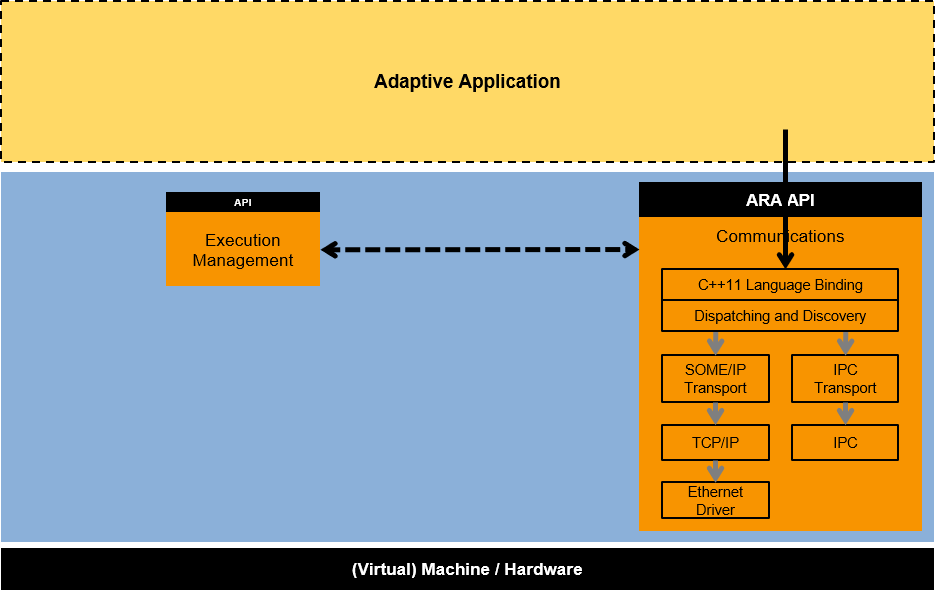 Adaptive Application
API
Execution
Management
ARA API
Communications
C++11 Language Binding
Dispatching and Discovery
SOME/IP
Transport
IPC
Transport
TCP/IP
IPC
Ethernet
Driver
(Virtual) Machine / Hardware